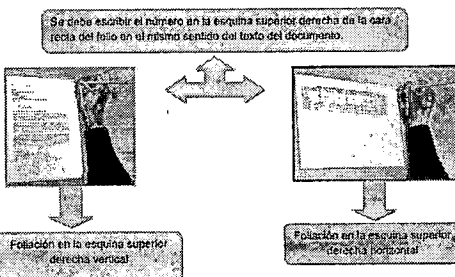 Se debe escribir el número en la esquina superior derecha de la cara
recta del folio en el mismo sentido del texto del documento.
Foliación en la esquina superior
derecha vertical
Foliación en la esquina superior
derecha horizontal